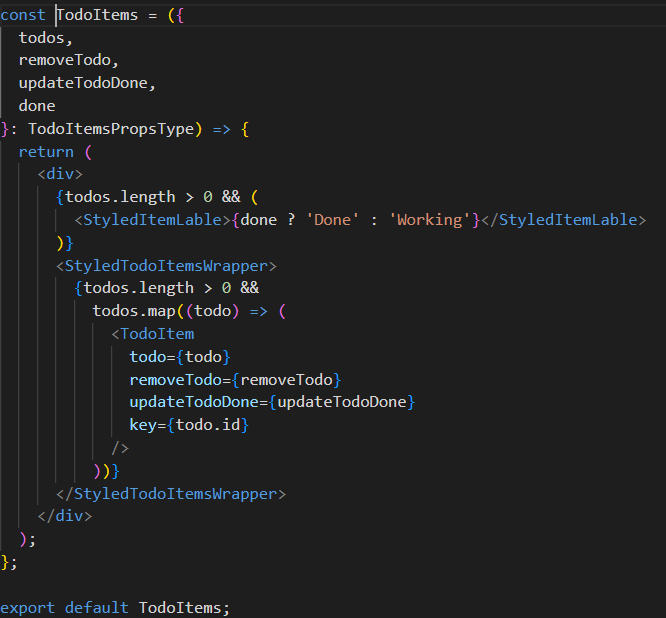 const TodoItems = ({
  todos,
  removeTodo,
  updateTodoDone,
  done
}: TodoItemsPropsType) => {
  return (
    <div>
      {todos.length > 0 && (
        <StyledItemLable>{done ? 'Done' : 'Working'}</StyledItemLable>
      )}
      <StyledTodoItemsWrapper>
        {todos.length > 0 &&
          todos.map((todo) => (
            <TodoItem
              todo={todo}
              removeTodo={removeTodo}
              updateTodoDone={updateTodoDone}
              key={todo.id}
            />
          ))}
      </StyledTodoItemsWrapper>
    </div>
  );
};

export default TodoItems;